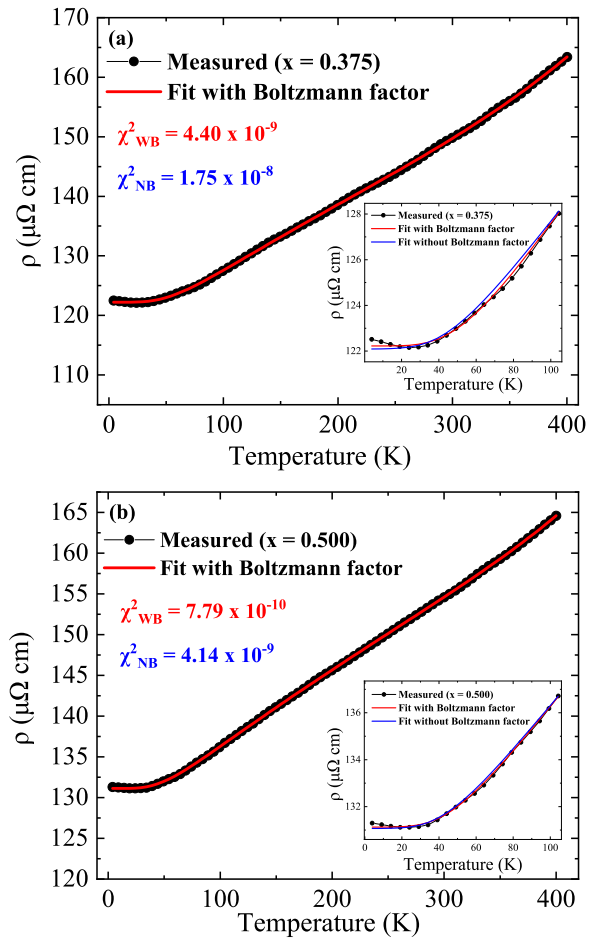 (a)
Measured (x = 0.375)
Fit with Boltzmann factor
χ²WB = 4.40 x 10⁻⁹
χ²NB = 1.75 x 10⁻⁸
170
160
150
140
130
120
110
ρ (μΩ cm)
0 100 200 300 400
Temperature (K)
Measured (x = 0.375)
Fit with Boltzmann factor
Fit without Boltzmann factor
128
126
124
122
ρ (μΩ cm)
0 20 40 60 80 100
Temperature (K)
(b)
Measured (x = 0.500)
Fit with Boltzmann factor
χ²WB = 7.79 x 10⁻¹⁰
χ²NB = 4.14 x 10⁻⁹
165
160
155
150
145
140
135
130
125
120
ρ (μΩ cm)
0 100 200 300 400
Temperature (K)
Measured (x = 0.500)
Fit with Boltzmann factor
Fit without Boltzmann factor
136
134
132
ρ (μΩ cm)
0 20 40 60 80 100
Temperature (K)